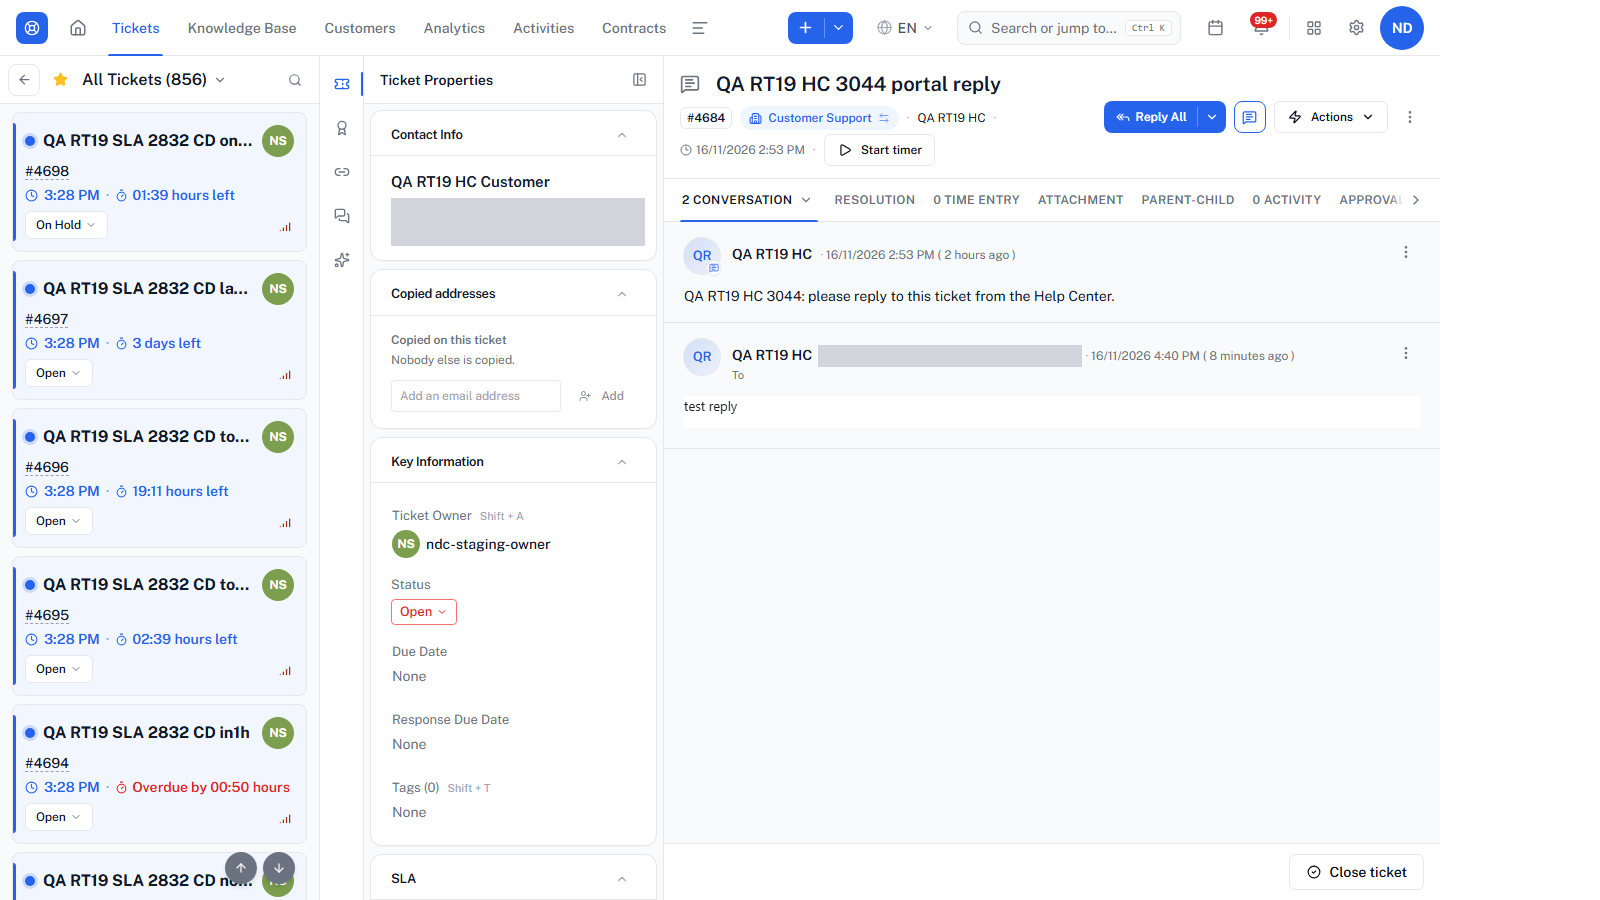 Tickets
Knowledge Base
Customers
Analytics
Activities
Contracts
EN
Search or jump to...
Ctrl K
99+
ND
All Tickets (856)
QA RT19 SLA 2832 CD on...
NS
#4698
3:28 PM · 01:39 hours left
On Hold
QA RT19 SLA 2832 CD la...
NS
#4697
3:28 PM · 3 days left
Open
QA RT19 SLA 2832 CD to...
NS
#4696
3:28 PM · 19:11 hours left
Open
QA RT19 SLA 2832 CD to...
NS
#4695
3:28 PM · 02:39 hours left
Open
QA RT19 SLA 2832 CD in1h
NS
#4694
3:28 PM · Overdue by 00:50 hours
Open
QA RT19 SLA 2832 CD
Ticket Properties
Contact Info
QA RT19 HC Customer
Copied addresses
Copied on this ticket
Nobody else is copied.
Add an email address
Add
Key Information
Ticket Owner Shift + A
NS ndc-staging-owner
Status
Open
Due Date
None
Response Due Date
None
Tags (0) Shift + T
None
SLA
QA RT19 HC 3044 portal reply
#4684 Customer Support · QA RT19 HC ·
16/11/2026 2:53 PM · Start timer
Reply All
Actions
2 CONVERSATION
RESOLUTION
0 TIME ENTRY
ATTACHMENT
PARENT-CHILD
0 ACTIVITY
APPROVAL
QR
QA RT19 HC · 16/11/2026 2:53 PM ( 2 hours ago )
QA RT19 HC 3044: please reply to this ticket from the Help Center.
QR
QA RT19 HC · 16/11/2026 4:40 PM ( 8 minutes ago )
To
test reply
Close ticket